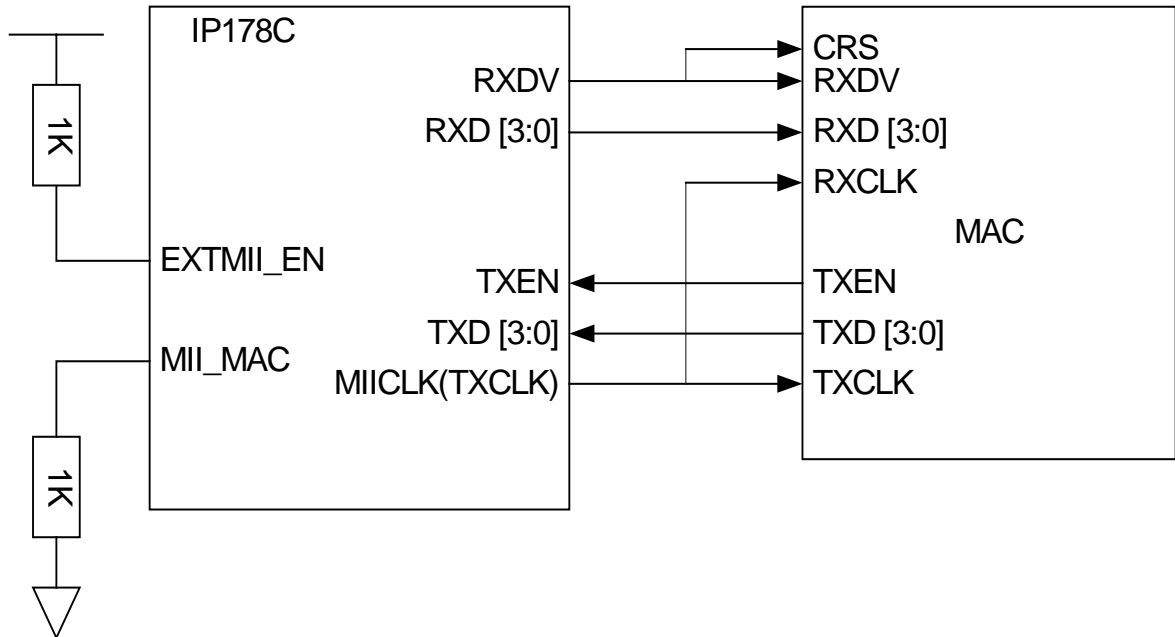 IP178C
RXDV
RXD [3:0]
EXTMII_EN
TXEN
TXD [3:0]
MII_MAC
MIICLK(TXCLK)
1K
1K
CRS
RXDV
RXD [3:0]
RXCLK
MAC
TXEN
TXD [3:0]
TXCLK